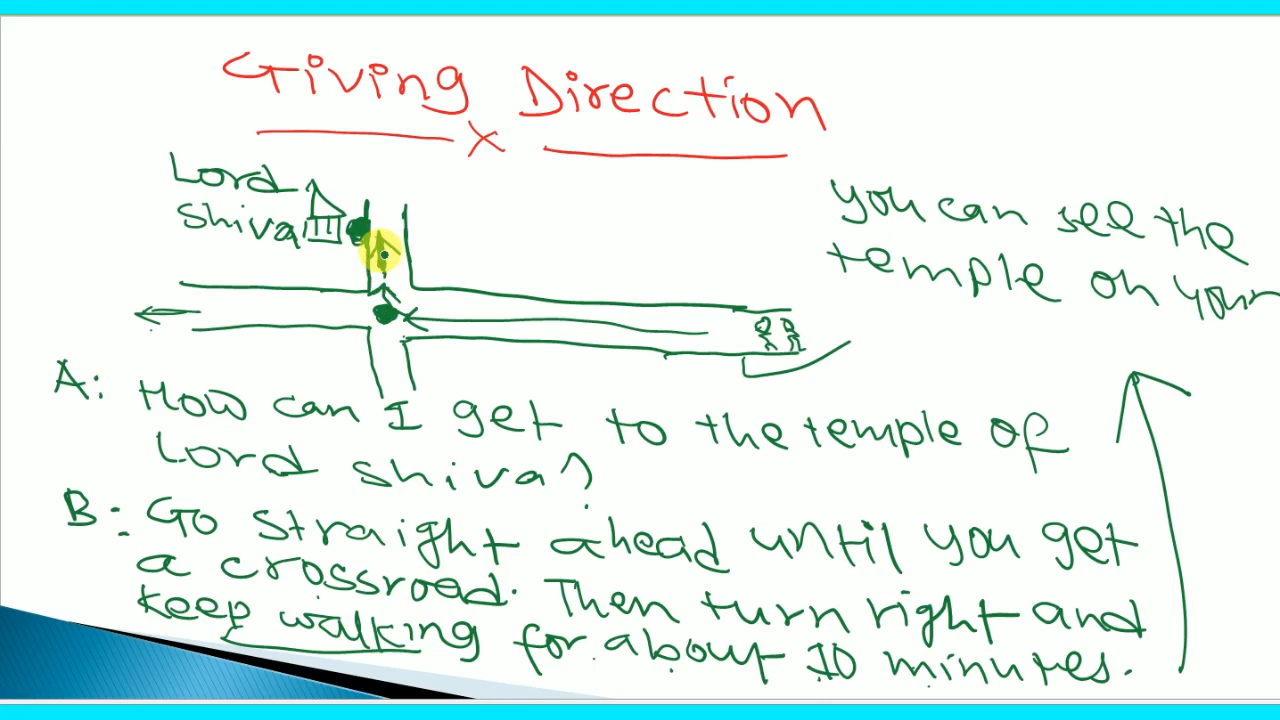 Giving Direction
Lord
Shiva
you can see the
temple on your
A: How can I get to the temple of
Lord Shiva?
B: Go straight ahead until you get
a crossroad. Then turn right and
keep walking for about 10 minutes.